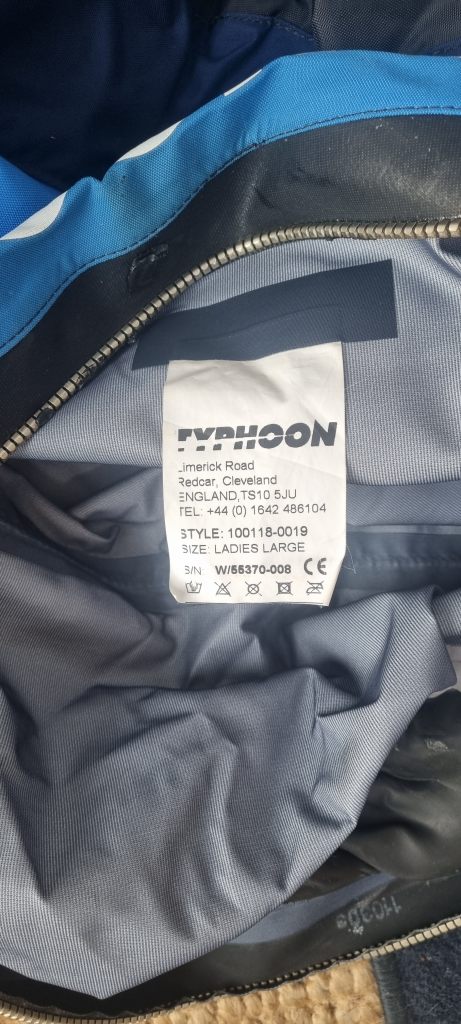 TYPHOON
Limerick Road
Redcar, Cleveland
ENGLAND,TS10 5JU
TEL: +44 (0) 1642 486104
STYLE: 100118-0019
SIZE: LADIES LARGE
S/N: W/55370-008 CE